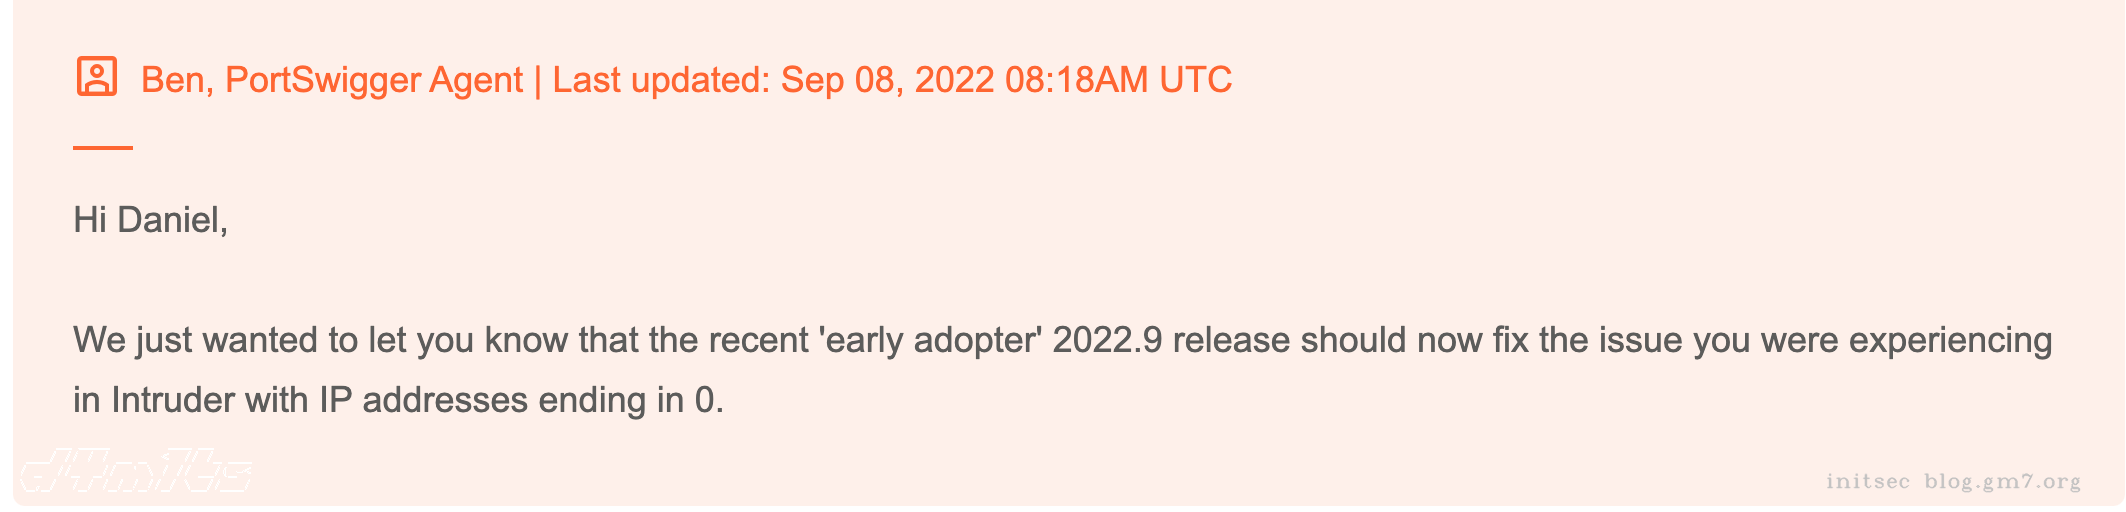 Ben, PortSwigger Agent | Last updated: Sep 08, 2022 08:18AM UTC
Hi Daniel,
We just wanted to let you know that the recent 'early adopter' 2022.9 release should now fix the issue you were experiencing
in Intruder with IP addresses ending in 0.
d4m1ts
initsec blog.gm7.org